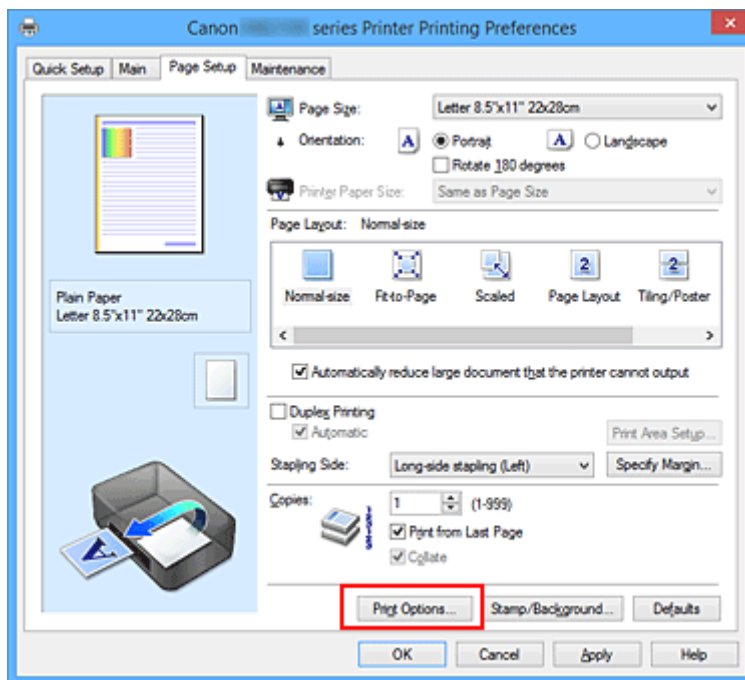 Canon series Printer Printing Preferences
Quick Setup Main Page Setup Maintenance
Page Size: Letter 8.5"x11" 22x28cm
Orientation: A Portrait A Landscape
Rotate 180 degrees
Printer Paper Size: Same as Page Size
Page Layout: Normal-size
2 2
Normal-size Fit-to-Page Scaled Page Layout Tiling/Poster
Plain Paper
Letter 8.5"x11" 22x28cm
Automatically reduce large document that the printer cannot output
Duplex Printing
Automatic
Print Area Setup...
Stapling Side: Long-side stapling (Left) Specify Margin...
Copies: 1 (1-999)
Print from Last Page
Collate
A
Print Options... Stamp/Background... Defaults
OK Cancel Apply Help